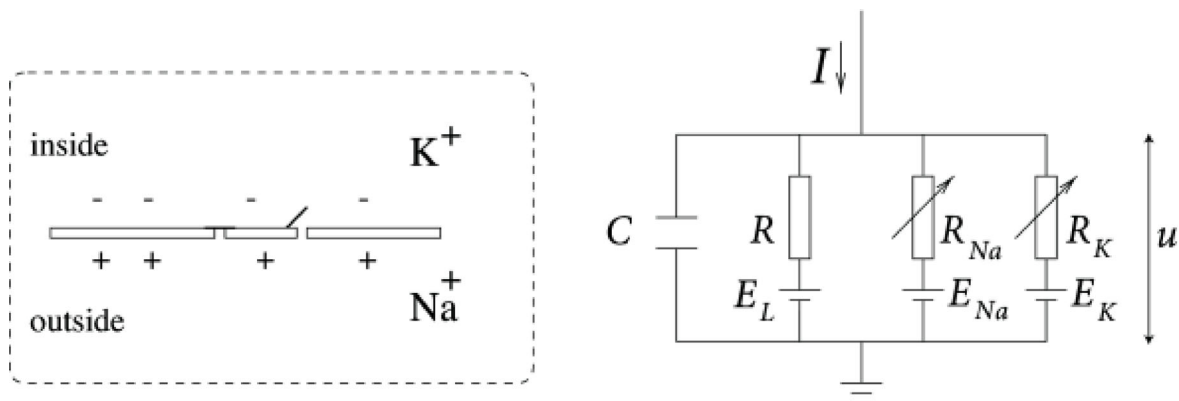 inside
K+
- - - -
+ + + +
Na+
outside
I
C
R
R_Na
R_K
u
E_L
E_Na
E_K